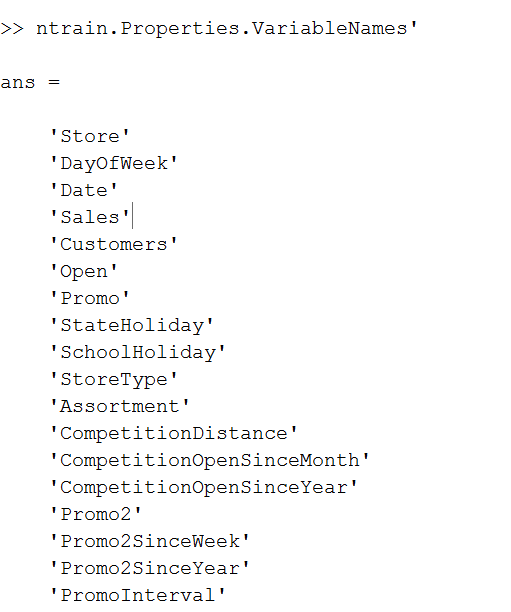 >> ntrain.Properties.VariableNames'
ans =
'Store'
'DayOfWeek'
'Date'
'Sales'
'Customers'
'Open'
'Promo'
'StateHoliday'
'SchoolHoliday'
'StoreType'
'Assortment'
'CompetitionDistance'
'CompetitionOpenSinceMonth'
'CompetitionOpenSinceYear'
'Promo2'
'Promo2SinceWeek'
'Promo2SinceYear'
'PromoInterval'